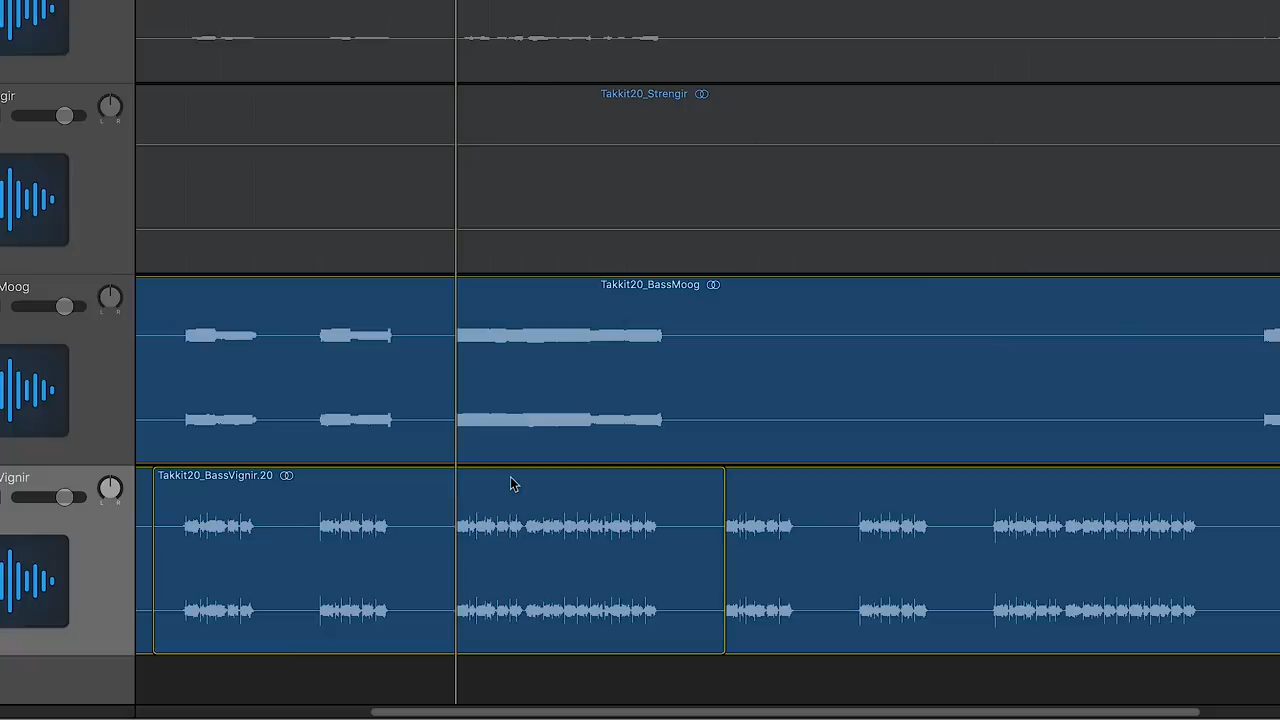 gir
L R
Takkit20_Strengir
Moog
L R
Takkit20_BassMoog
Vignir
L R
Takkit20_BassVignir.20